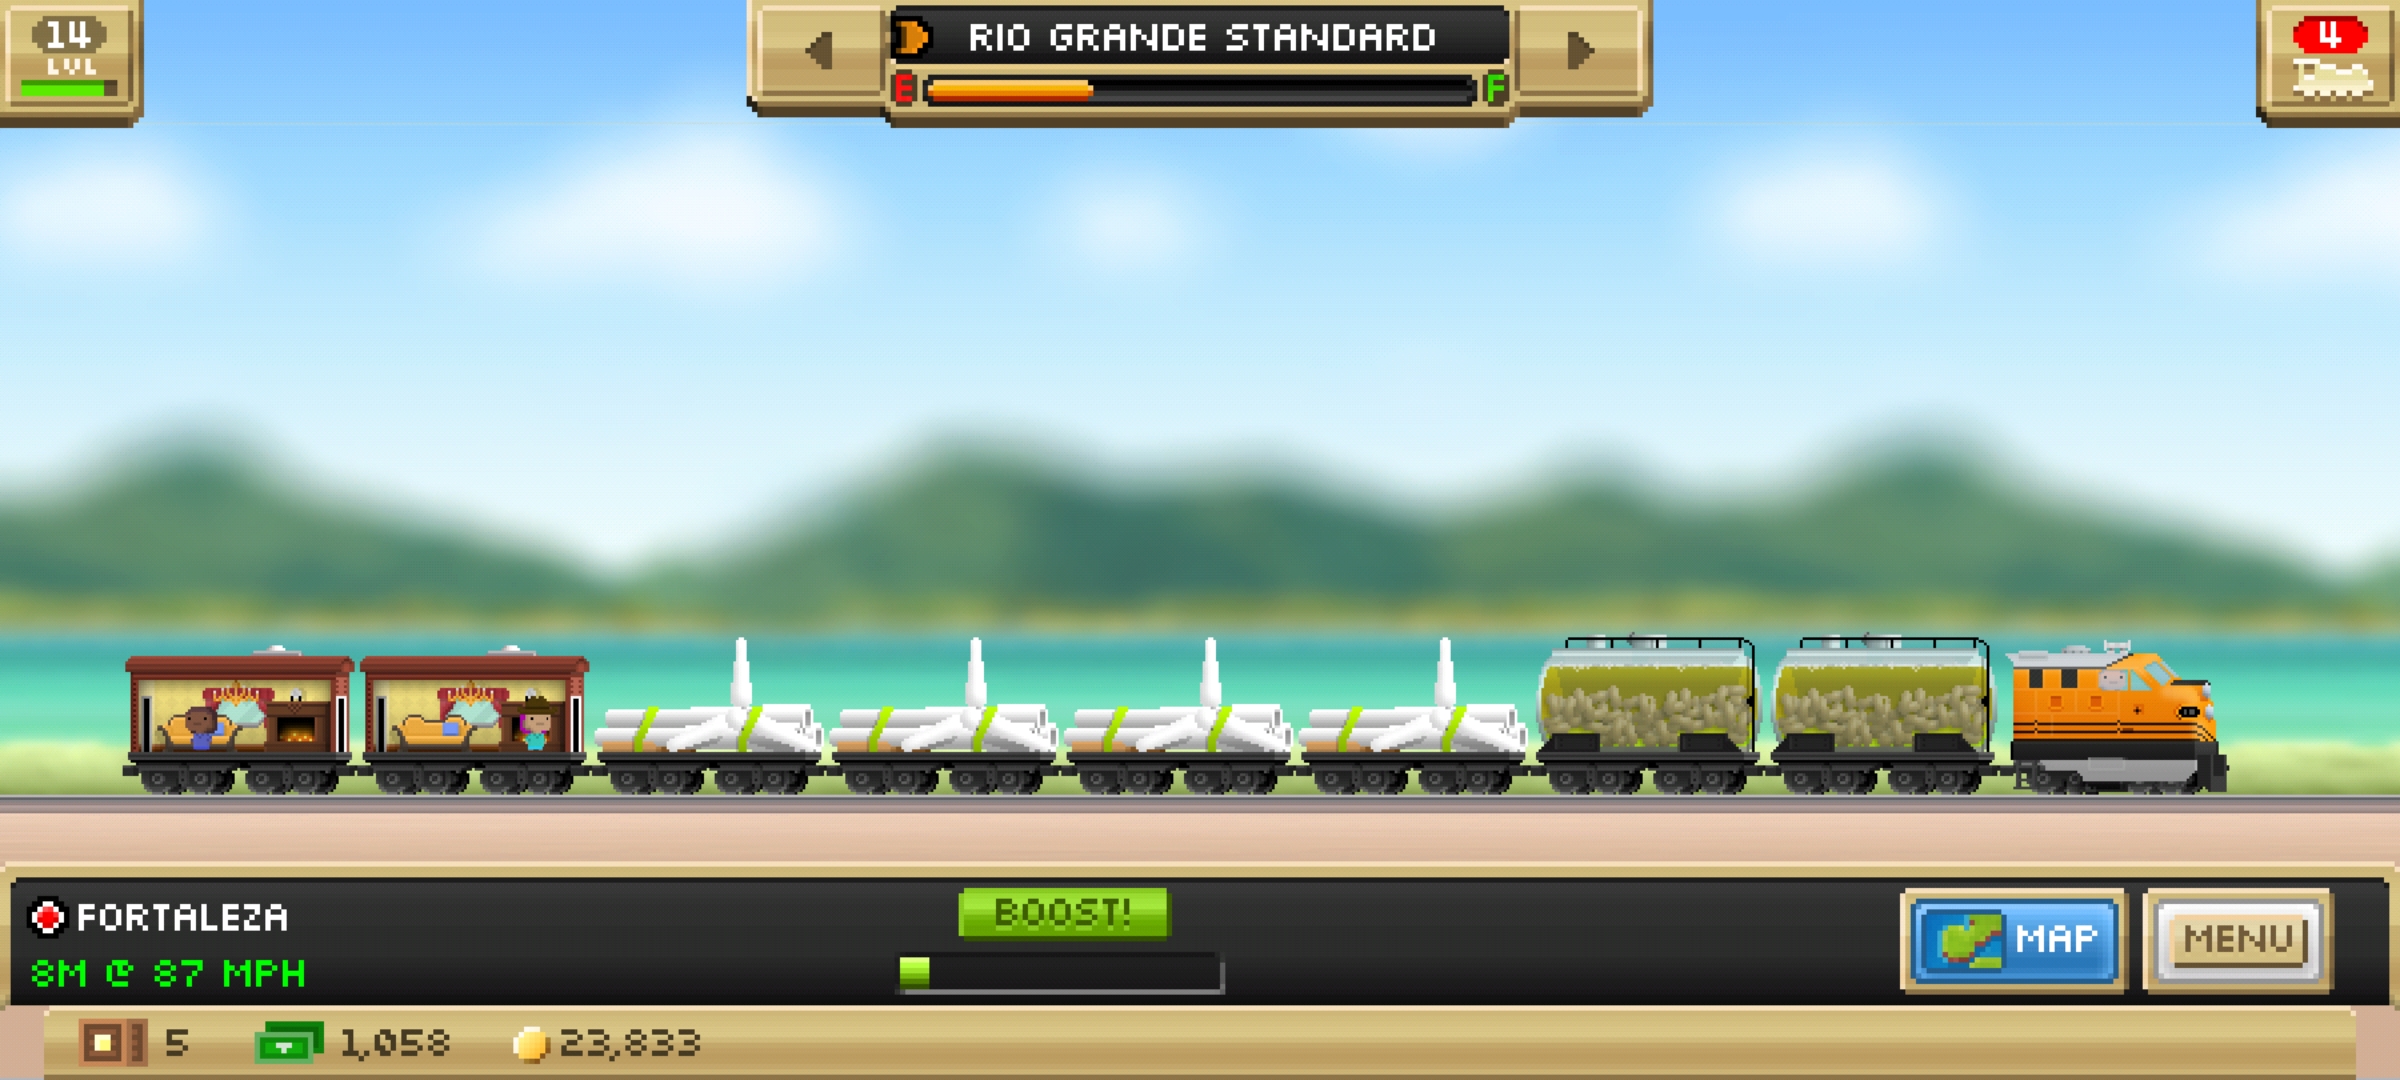 14
LVL
RIO GRANDE STANDARD
E F
4
FORTALEZA
8M @ 87 MPH
BOOST!
MAP
MENU
5 1,058 23,833